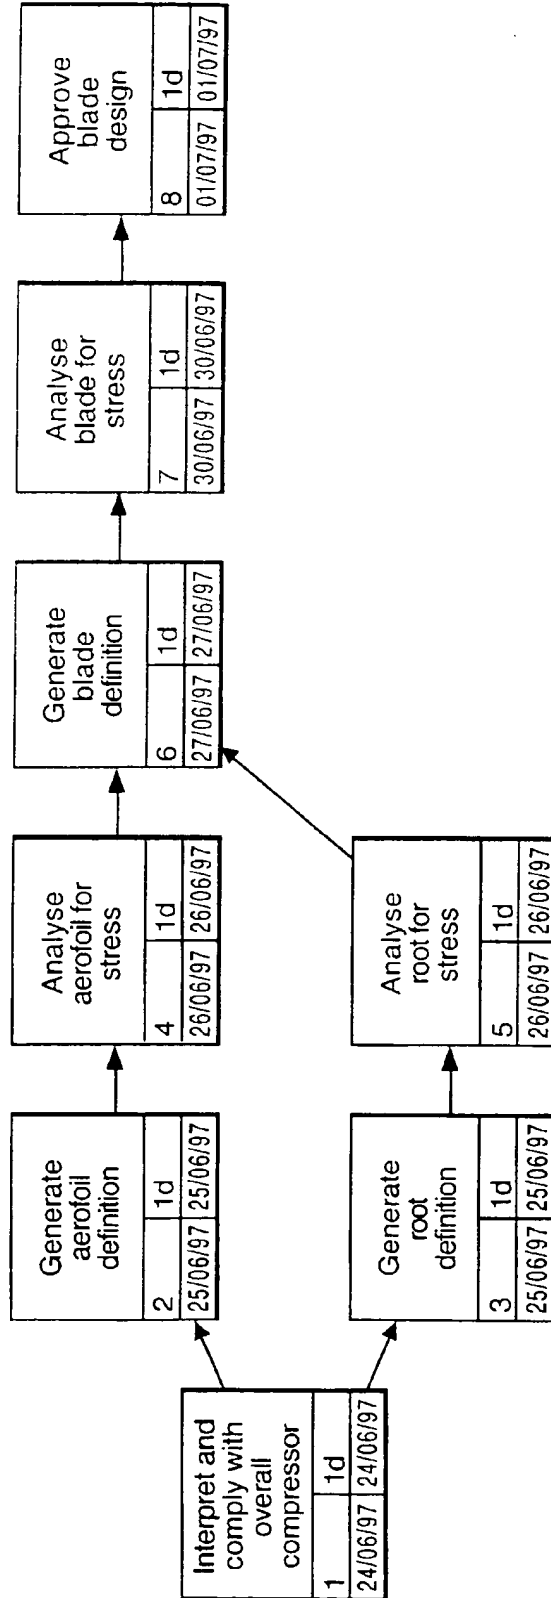 Interpret and
comply with
overall
compressor
1 1d
24/06/97 24/06/97
Generate
aerofoil
definition
2 1d
25/06/97 25/06/97
Generate
root
definition
3 1d
25/06/97 25/06/97
Analyse
aerofoil for
stress
4 1d
26/06/97 26/06/97
Analyse
root for
stress
5 1d
26/06/97 26/06/97
Generate
blade
definition
6 1d
27/06/97 27/06/97
Analyse
blade for
stress
7 1d
30/06/97 30/06/97
Approve
blade
design
8 1d
01/07/97 01/07/97